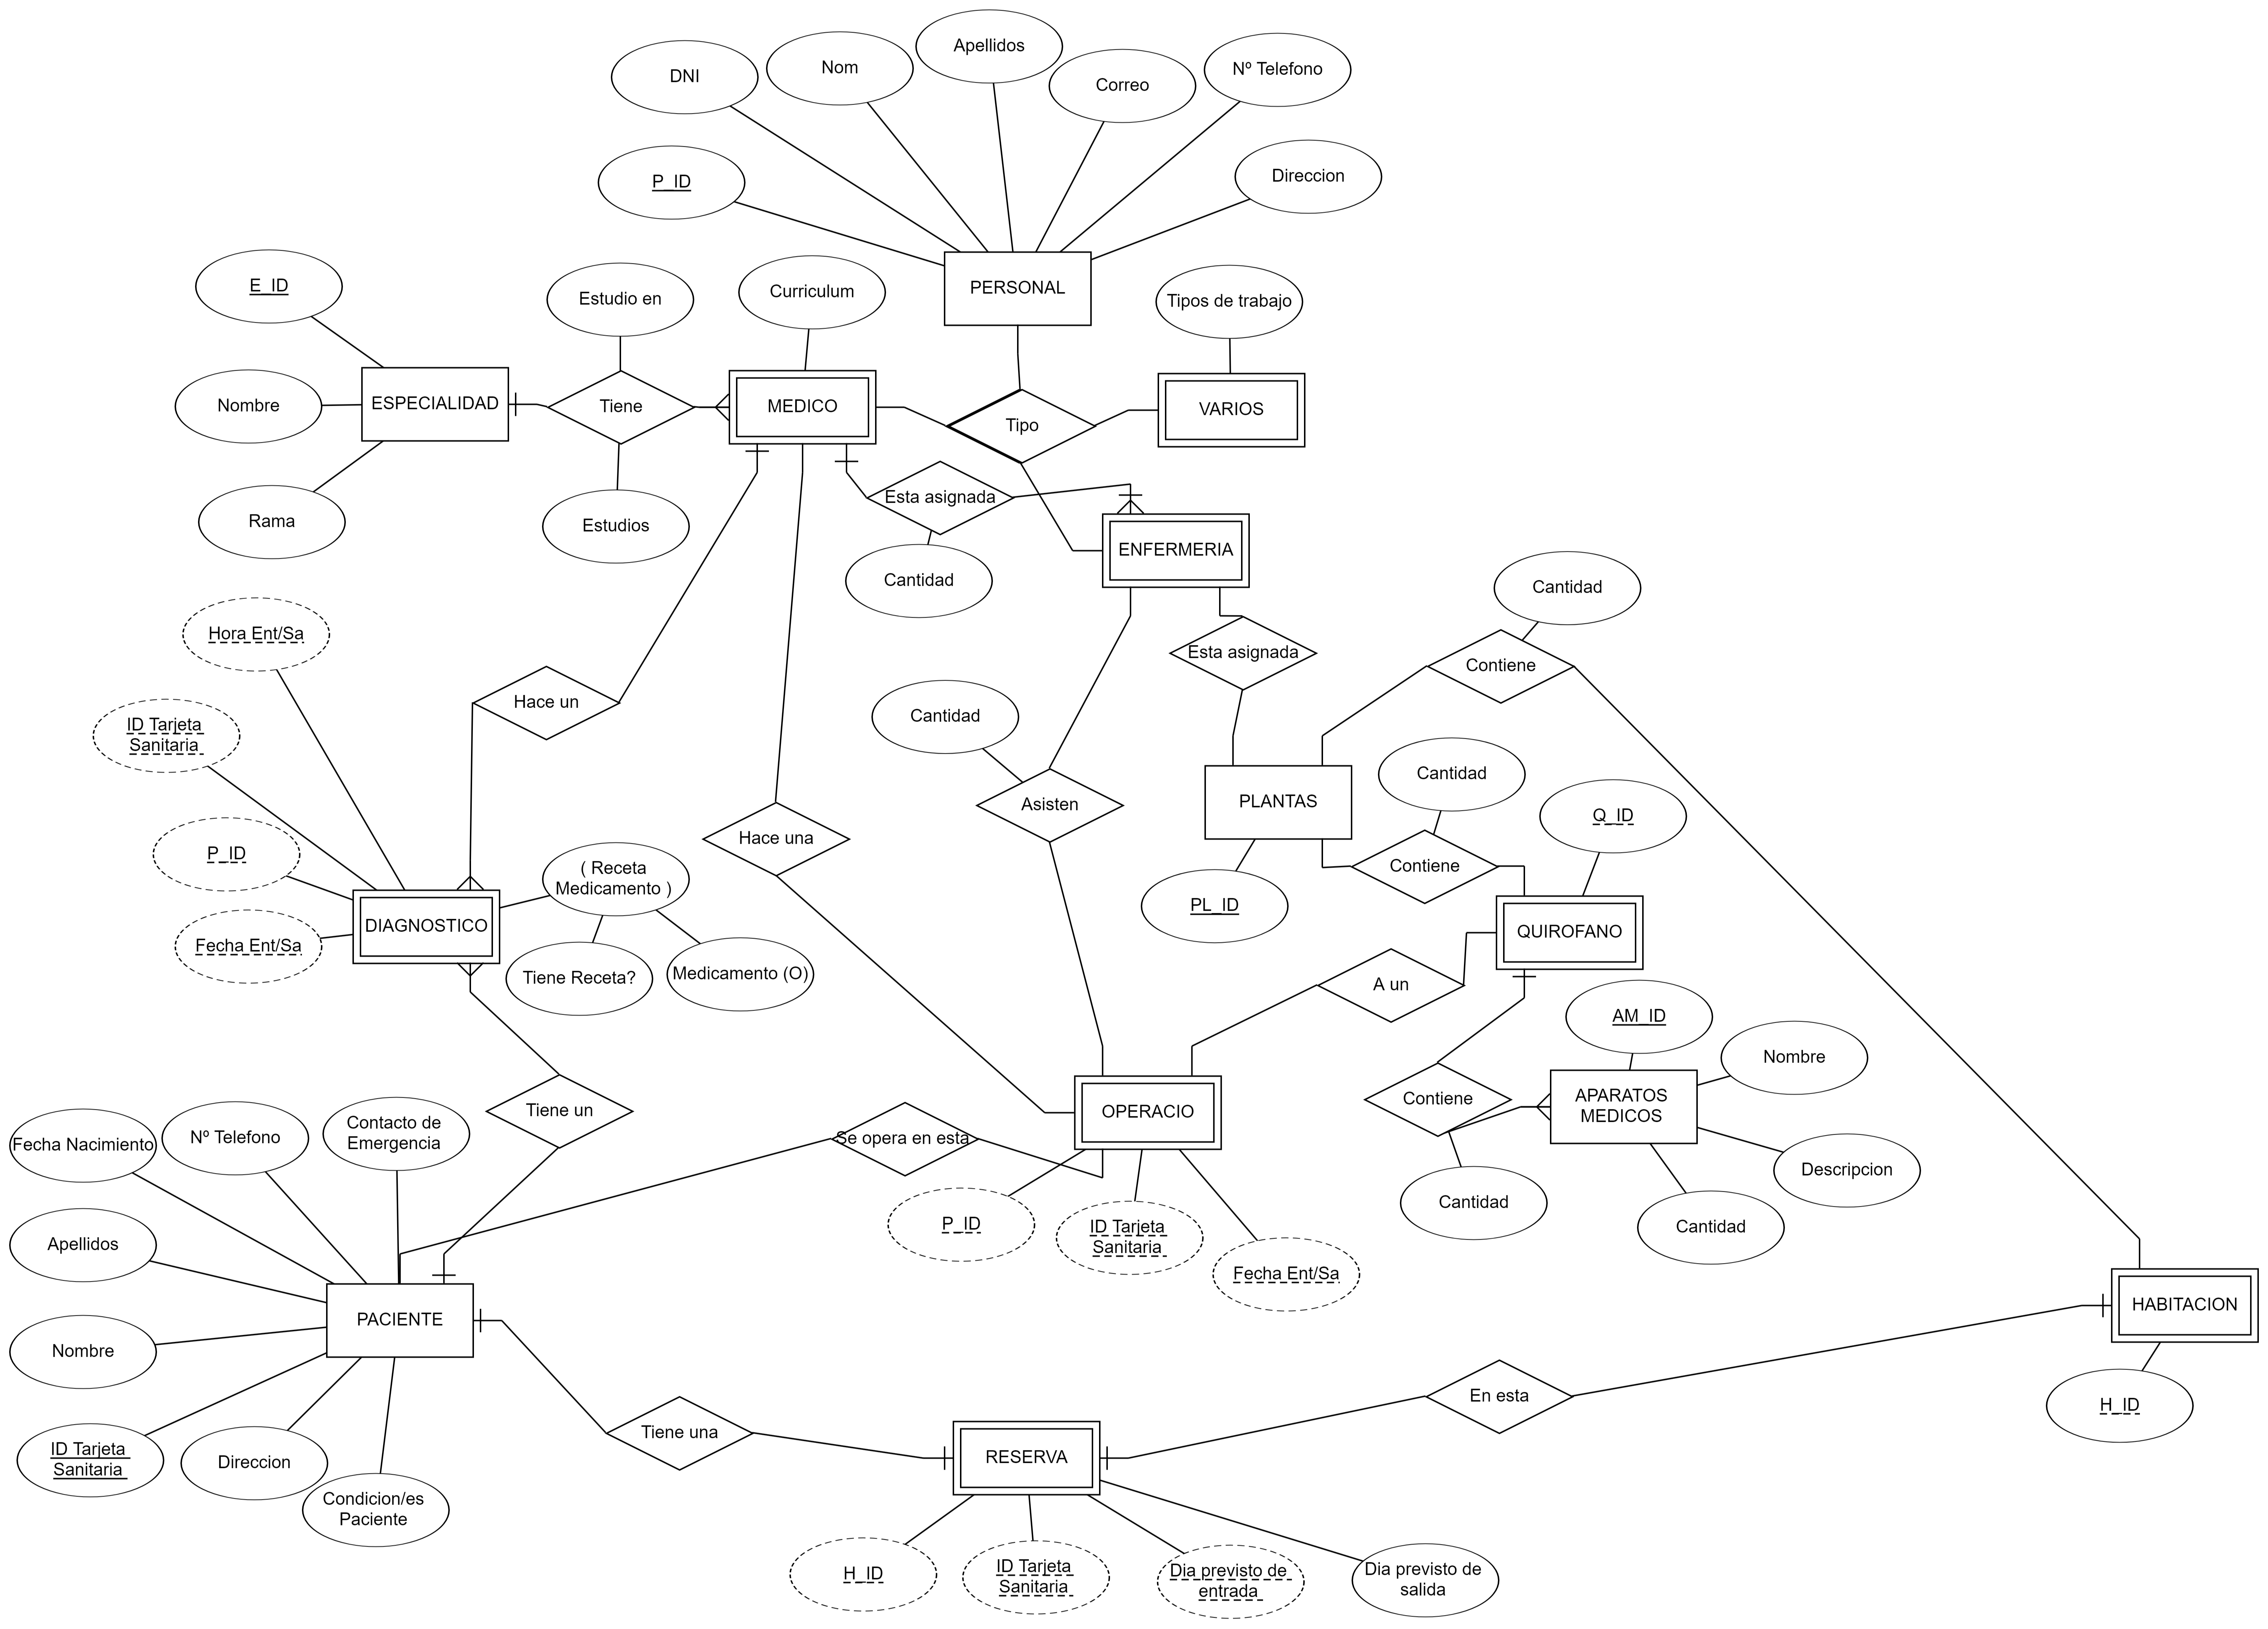 Apellidos
Nom
Nº Telefono
DNI
Correo
Direccion
P_ID
PERSONAL
E_ID
Estudio en
Curriculum
Tipos de trabajo
ESPECIALIDAD
Nombre
Tiene
MEDICO
VARIOS
Tipo
Esta asignada
Rama
Estudios
ENFERMERIA
Cantidad
Cantidad
Hora Ent/Sa
Esta asignada
Contiene
Hace un
Cantidad
ID Tarjeta
Sanitaria
Cantidad
PLANTAS
Asisten
Q_ID
Hace una
P_ID
( Receta
Medicamento )
Contiene
PL_ID
DIAGNOSTICO
QUIROFANO
Fecha Ent/Sa
Tiene Receta?
Medicamento (O)
A un
AM_ID
Nombre
Contiene
APARATOS
MEDICOS
Tiene un
OPERACIO
Contacto de
Emergencia
Nº Telefono
Fecha Nacimiento
Se opera en esta
Descripcion
Cantidad
P_ID
ID Tarjeta
Sanitaria
Cantidad
Apellidos
Fecha Ent/Sa
HABITACION
PACIENTE
Nombre
En esta
H_ID
Tiene una
ID Tarjeta
Sanitaria
Direccion
RESERVA
Condicion/es
Paciente
H_ID
ID Tarjeta
Sanitaria
Dia previsto de
entrada
Dia previsto de
salida